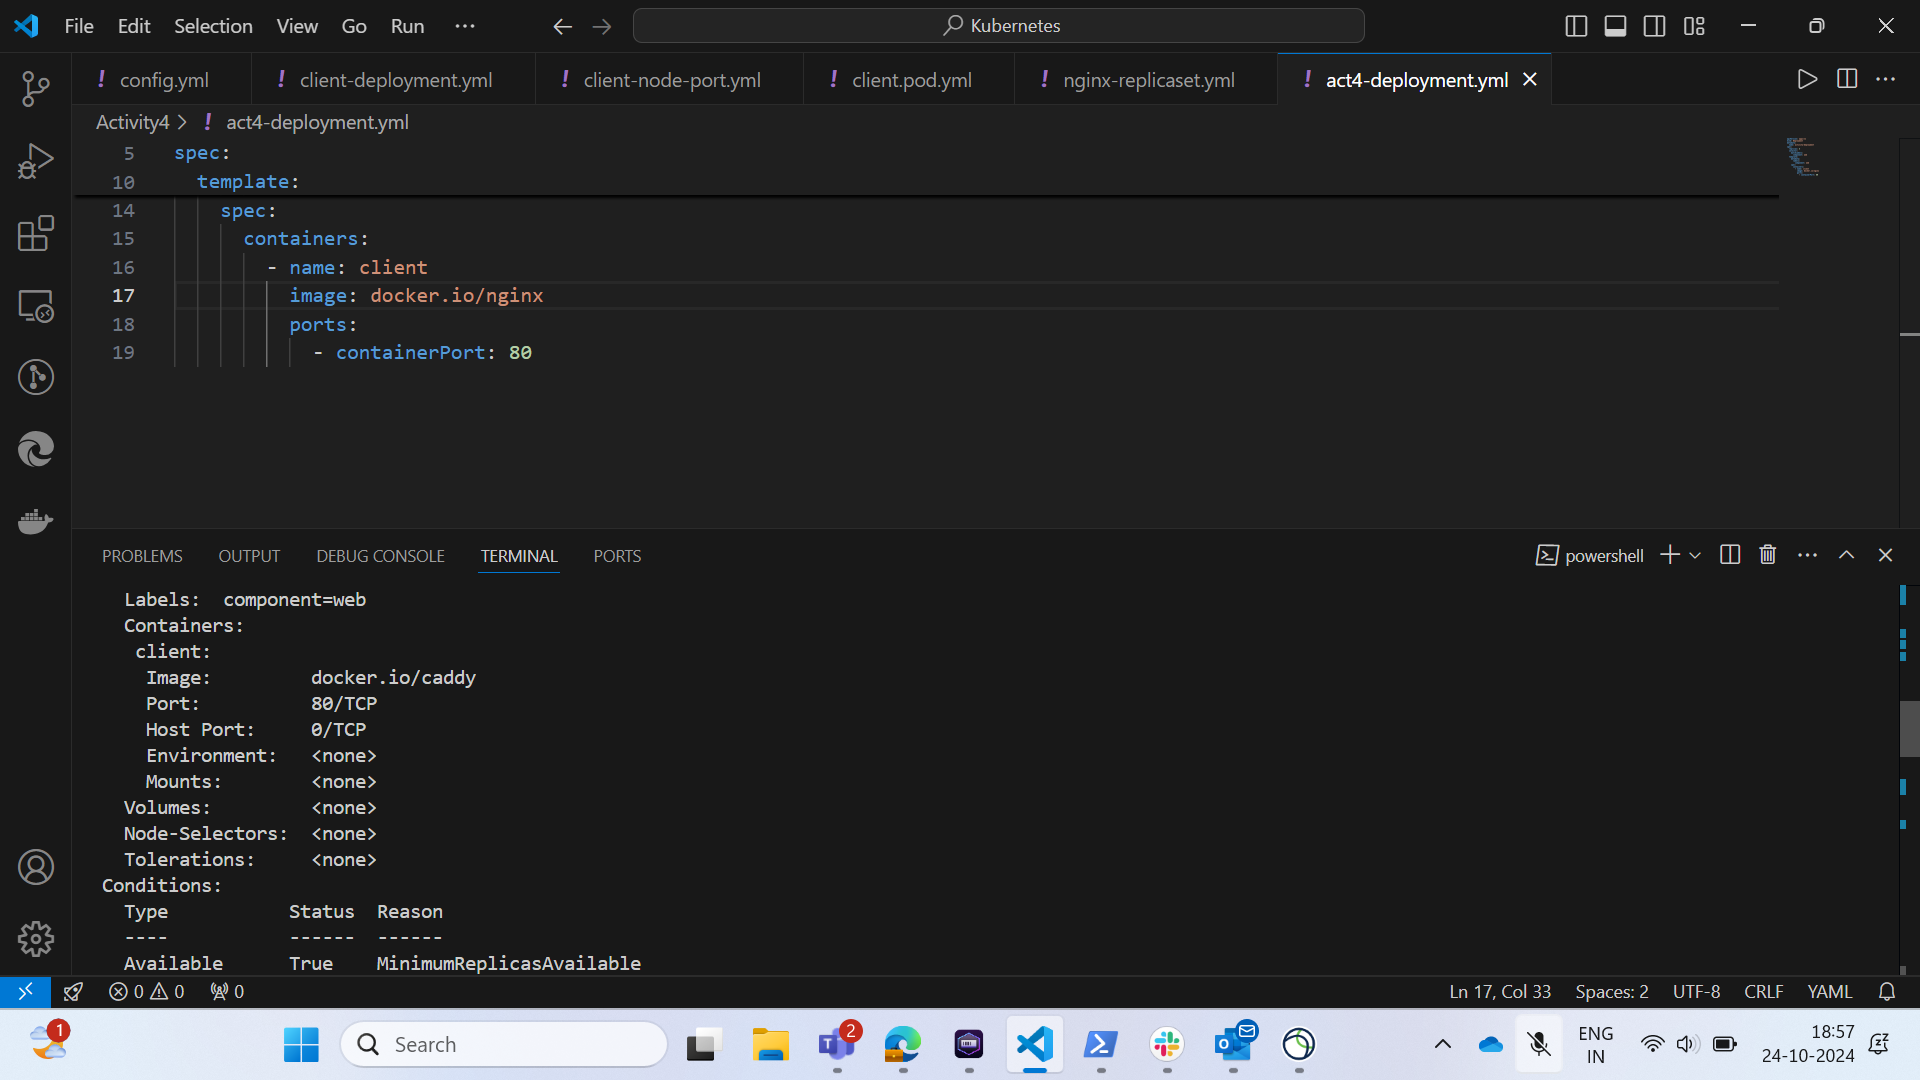 File Edit Selection View Go Run ···
Kubernetes
! config.yml ! client-deployment.yml ! client-node-port.yml ! client.pod.yml ! nginx-replicaset.yml ! act4-deployment.yml
Activity4 > ! act4-deployment.yml
5 spec:
10 template:
14 spec:
15 containers:
16 - name: client
17 image: docker.io/nginx
18 ports:
19 - containerPort: 80
PROBLEMS OUTPUT DEBUG CONSOLE TERMINAL PORTS powershell
Labels: component=web
Containers:
client:
Image: docker.io/caddy
Port: 80/TCP
Host Port: 0/TCP
Environment: <none>
Mounts: <none>
Volumes: <none>
Node-Selectors: <none>
Tolerations: <none>
Conditions:
Type Status Reason
---- ------ ------
Available True MinimumReplicasAvailable
0 0 0 Ln 17, Col 33 Spaces: 2 UTF-8 CRLF YAML
1 Search 2 ENG IN 18:57
24-10-2024